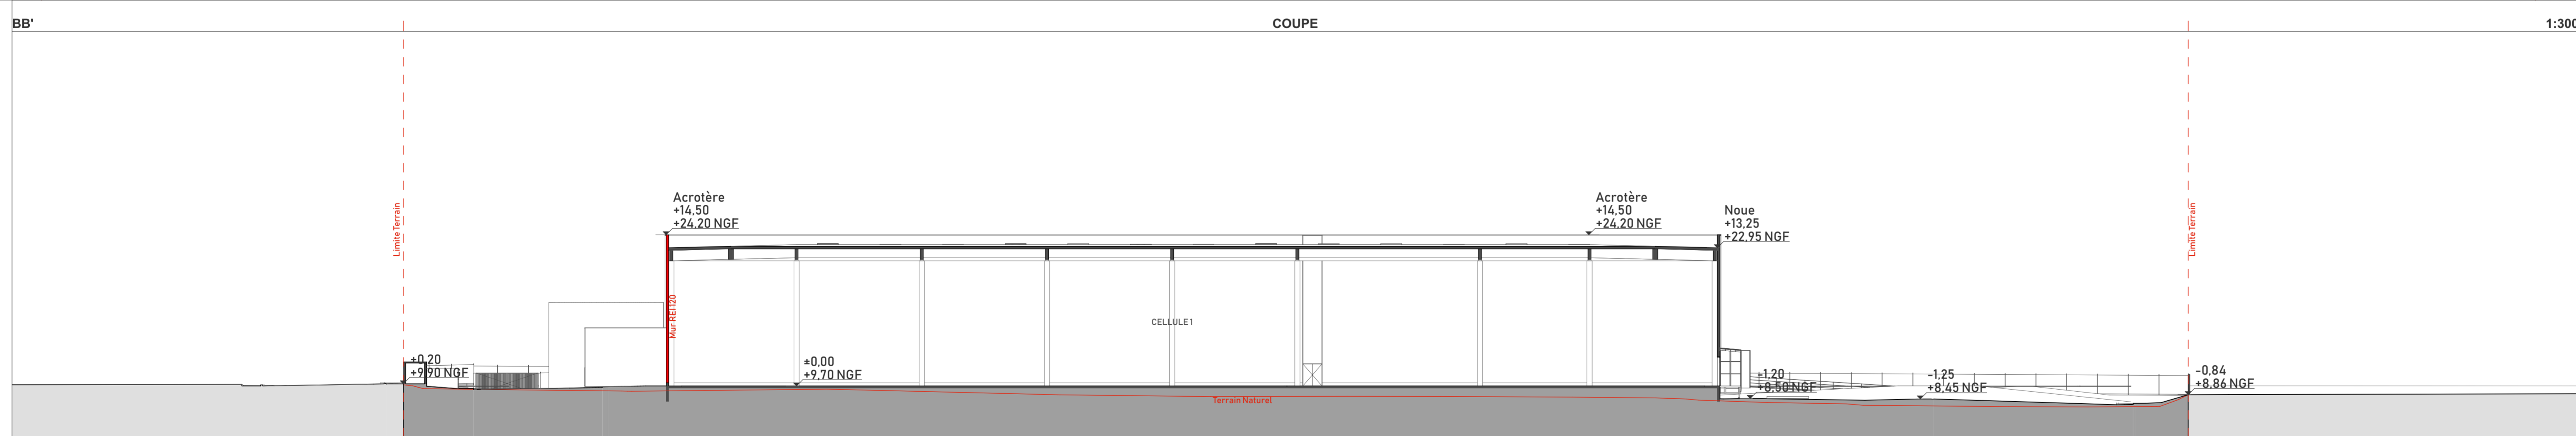 BB'
COUPE
1:300
Limite Terrain
Acrotère
+14,50
+24,20 NGF
Acrotère
+14,50
+24,20 NGF
Noue
+13,25
+22,95 NGF
Limite Terrain
Mur REI 120
CELLULE 1
+0,20
+9,90 NGF
±0,00
+9,70 NGF
-1,20
+8,50 NGF
-1,25
+8,45 NGF
-0,84
+8,86 NGF
Terrain Naturel